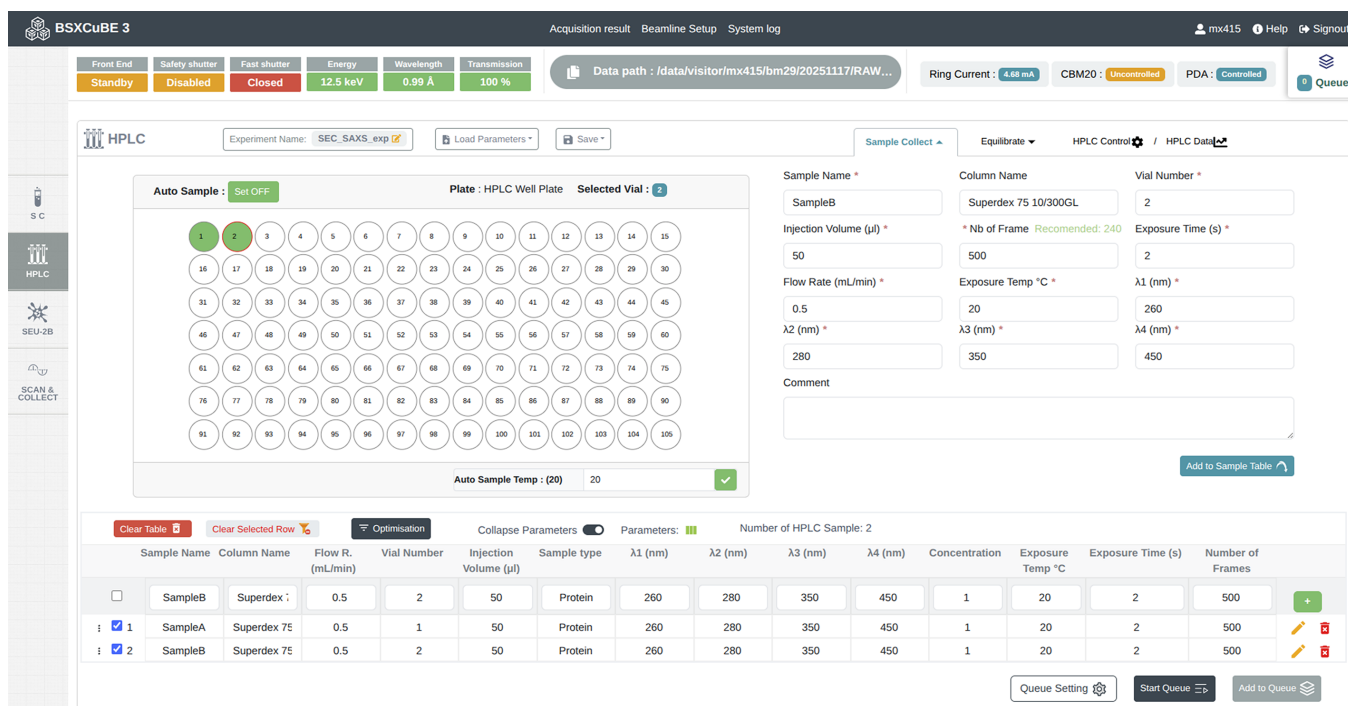 BSXCuBE 3
Acquisition result Beamline Setup System log
mx415 Help Signout
Front End Safety shutter Fast shutter Energy Wavelength Transmission
Standby Disabled Closed 12.5 keV 0.99 Å 100 %
Data path : /data/visitor/mx415/bm29/20251117/RAW...
Ring Current : 4.68 mA CBM20 : Uncontrolled PDA : Controlled
0 Queue
HPLC
Experiment Name: SEC_SAXS_exp
Load Parameters
Save
Sample Collect Equilibrate HPLC Control / HPLC Data
S C
HPLC
SEU-2B
SCAN &
COLLECT
Auto Sample : Set OFF Plate : HPLC Well Plate Selected Vial : 2
1 2 3 4 5 6 7 8 9 10 11 12 13 14 15
16 17 18 19 20 21 22 23 24 25 26 27 28 29 30
31 32 33 34 35 36 37 38 39 40 41 42 43 44 45
46 47 48 49 50 51 52 53 54 55 56 57 58 59 60
61 62 63 64 65 66 67 68 69 70 71 72 73 74 75
76 77 78 79 80 81 82 83 84 85 86 87 88 89 90
91 92 93 94 95 96 97 98 99 100 101 102 103 104 105
Auto Sample Temp : (20) 20
Sample Name * Column Name Vial Number *
SampleB Superdex 75 10/300GL 2
Injection Volume (µl) * * Nb of Frame Recomended: 240 Exposure Time (s) *
50 500 2
Flow Rate (mL/min) * Exposure Temp °C * λ1 (nm) *
0.5 20 260
λ2 (nm) * λ3 (nm) * λ4 (nm) *
280 350 450
Comment
Add to Sample Table
Clear Table Clear Selected Row Optimisation Collapse Parameters Parameters: Number of HPLC Sample: 2
Sample Name Column Name Flow R. Vial Number Injection Sample type λ1 (nm) λ2 (nm) λ3 (nm) λ4 (nm) Concentration Exposure Exposure Time (s) Number of
(mL/min) Volume (µl) Temp °C Frames
SampleB Superdex 0.5 2 50 Protein 260 280 350 450 1 20 2 500 +
1 SampleA Superdex 75 0.5 1 50 Protein 260 280 350 450 1 20 2 500
2 SampleB Superdex 75 0.5 2 50 Protein 260 280 350 450 1 20 2 500
Queue Setting Start Queue Add to Queue